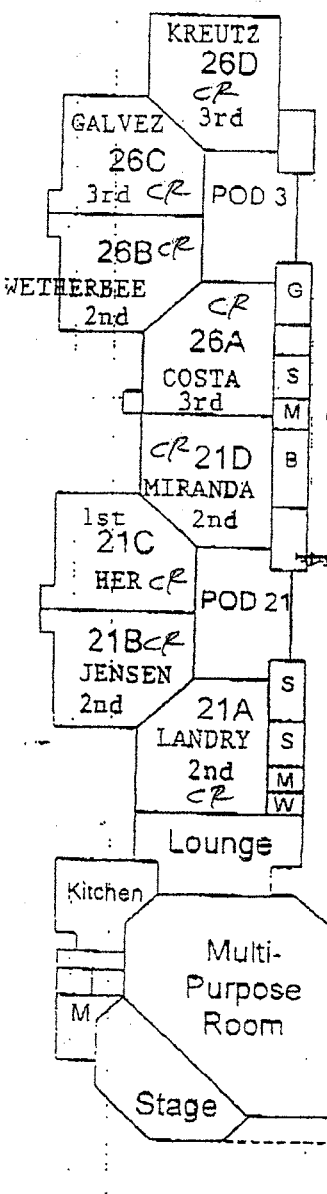 KREUTZ
26D
CR
3rd
GALVEZ
26C
3rd CR
POD 3
26B CR
WETHERBEE
2nd
G
CR
26A
COSTA
3rd
S
M
CR 21D
MIRANDA
2nd
B
1st
21C
HER CR
POD 21
21B CR
JENSEN
2nd
S
21A
LANDRY
2nd
CR
S
M
W
Lounge
Kitchen
Multi-
Purpose
Room
M
Stage